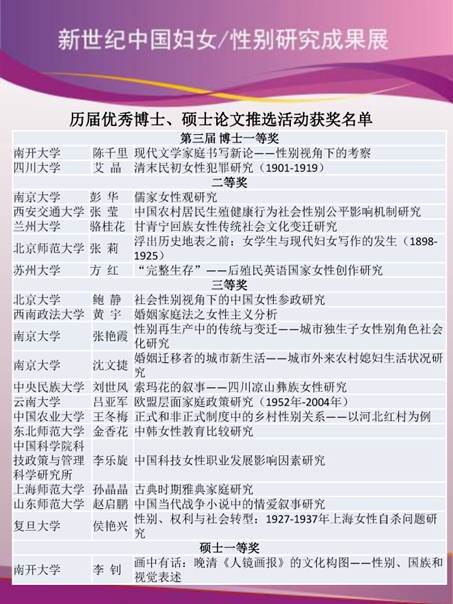 新世纪中国妇女/性别研究成果展
历届优秀博士、硕士论文推选活动获奖名单
第三届 博士一等奖
南开大学 陈千里 现代文学家庭书写新论——性别视角下的考察
四川大学 艾 晶 清末民初女性犯罪研究（1901-1919）
二等奖
南京大学 彭 华 儒家女性观研究
西安交通大学 张 莹 中国农村居民生殖健康行为社会性别公平影响机制研究
兰州大学 骆桂花 甘青宁回族女性传统社会文化变迁研究
北京师范大学 张 莉 浮出历史地表之前：女学生与现代妇女写作的发生（1898-
1925）
苏州大学 方 红 “完整生存”——后殖民英语国家女性创作研究
三等奖
北京大学 鲍 静 社会性别视角下的中国女性参政研究
西南政法大学 黄 宇 婚姻家庭法之女性主义分析
南京大学 张艳霞 性别再生产中的传统与变迁——城市独生子女性别角色社会
化研究
南京大学 沈文捷 婚姻迁移者的城市新生活——城市外来农村媳妇生活状况研
究
中央民族大学 刘世风 索玛花的叙事——四川凉山彝族女性研究
云南大学 吕亚军 欧盟层面家庭政策研究（1952年-2004年）
中国农业大学 王冬梅 正式和非正式制度中的乡村性别关系——以河北红村为例
东北师范大学 金香花 中韩女性教育比较研究
中国科学院科
技政策与管理
科学研究所 李乐旋 中国科技女性职业发展影响因素研究
上海师范大学 孙晶晶 古典时期雅典家庭研究
山东师范大学 赵启鹏 中国当代战争小说中的情爱叙事研究
复旦大学 侯艳兴 性别、权利与社会转型：1927-1937年上海女性自杀问题研
究
硕士一等奖
南开大学 李 钊 画中有话：晚清《人镜画报》的文化构图——性别、国族和
视觉表述